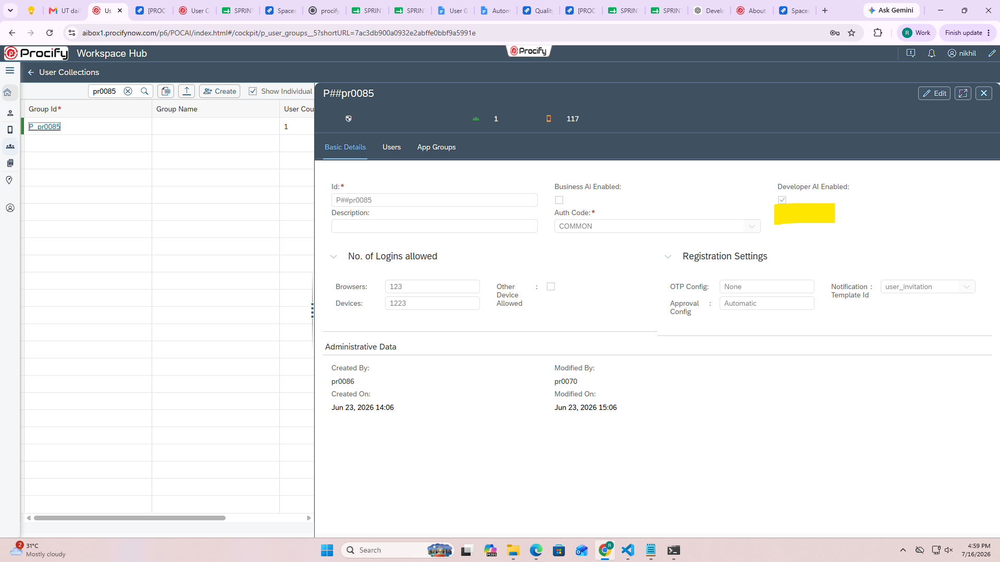 UT dail
Us
[PROC
User C
SPRIN
Spaces
procify
SPRIN
SPRIN
User G
Autom
Quality
[PROC
SPRIN
SPRIN
Develo
About
Spaces
Ask Gemini
aibox1.procifynow.com/p6/POCAI/index.html#/cockpit/p_user_groups__5?shortURL=7ac3db900a0932e2abffe0bbf9a5991e
R Work
Finish update
Procify Workspace Hub
Procify
nikhil
User Collections
pr0085
Create
Show Individual
Group Id*
Group Name
User Cou
P_pr0085
1
P##pr0085
Edit
1
117
Basic Details
Users
App Groups
Id:*
Business Ai Enabled:
Developer AI Enabled:
P##pr0085
Description:
Auth Code:*
COMMON
No. of Logins allowed
Registration Settings
Browsers: 123
Other Device Allowed :
Devices: 1223
OTP Config: None
Notification Template Id : user_invitation
Approval Config : Automatic
Administrative Data
Created By:
Modified By:
pr0086
pr0070
Created On:
Modified On:
Jun 23, 2026 14:06
Jun 23, 2026 15:06
2
31°C
Mostly cloudy
Search
M365
R
4:59 PM
7/16/2026